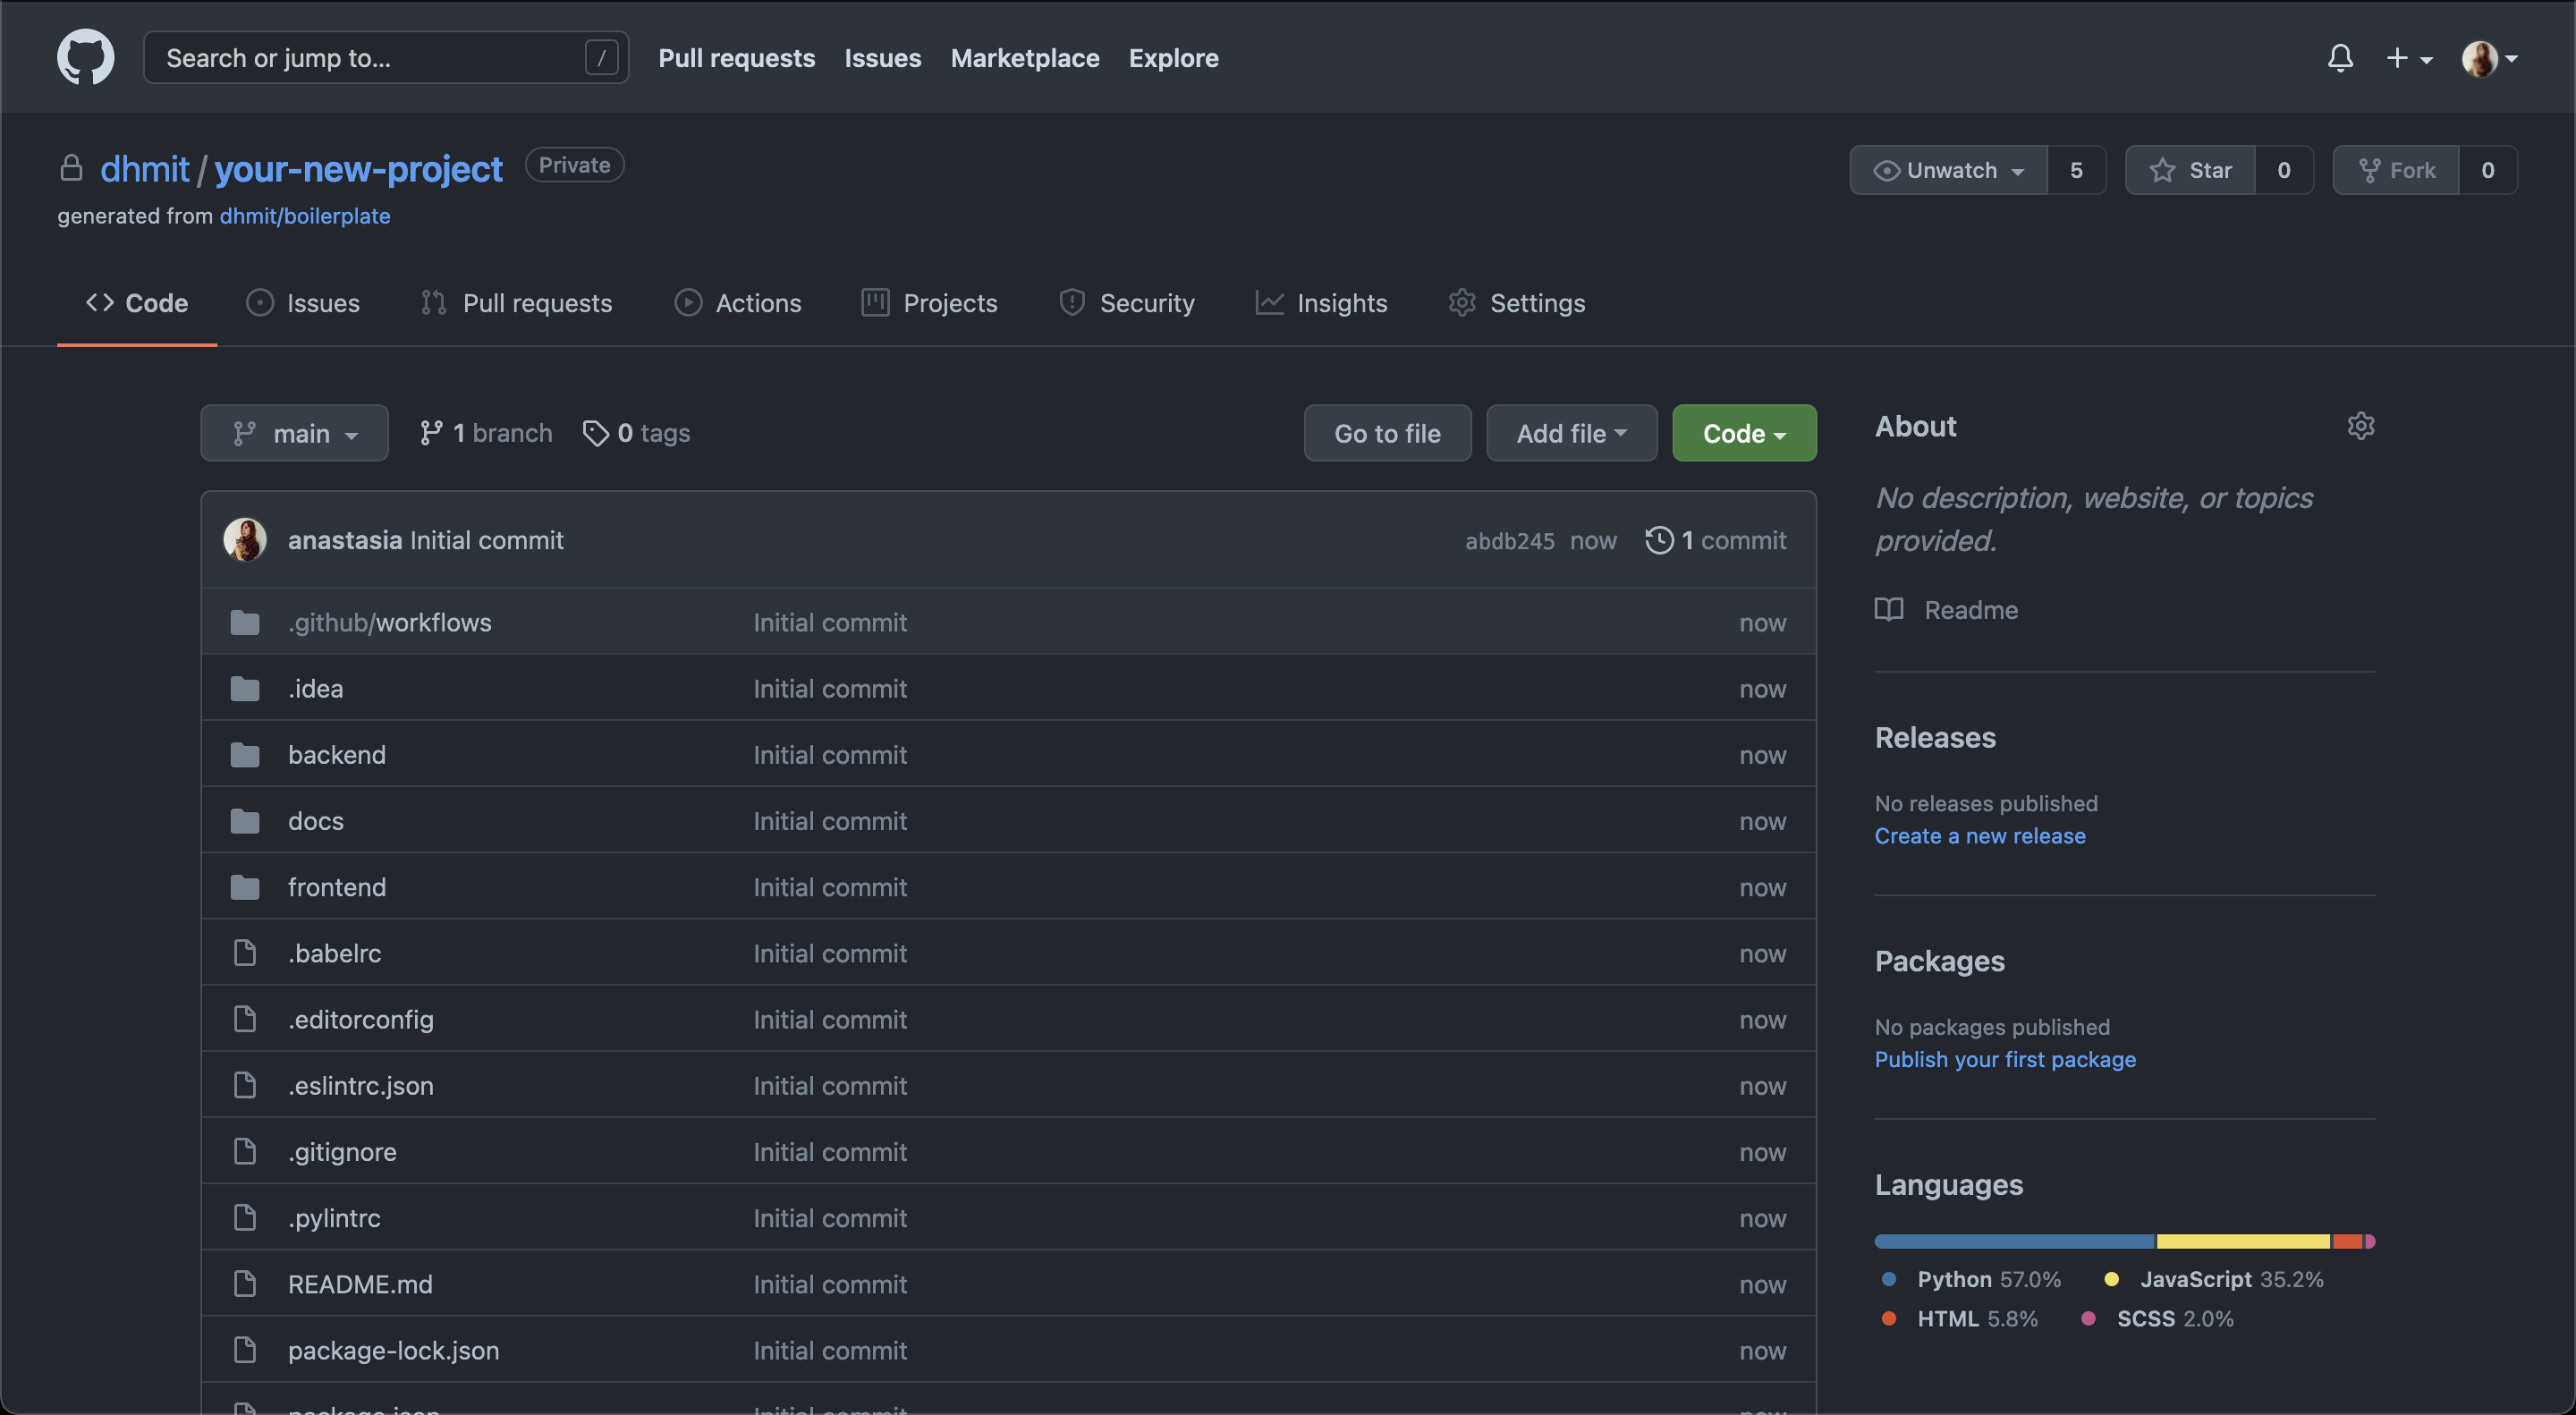 Search or jump to... / Pull requests Issues Marketplace Explore
dhmit / your-new-project Private Unwatch 5 Star 0 Fork 0
generated from dhmit/boilerplate
Code Issues Pull requests Actions Projects Security Insights Settings
main 1 branch 0 tags Go to file Add file Code
anastasia Initial commit abdb245 now 1 commit
.github/workflows Initial commit now
.idea Initial commit now
backend Initial commit now
docs Initial commit now
frontend Initial commit now
.babelrc Initial commit now
.editorconfig Initial commit now
.eslintrc.json Initial commit now
.gitignore Initial commit now
.pylintrc Initial commit now
README.md Initial commit now
package-lock.json Initial commit now
package.json Initial commit now
About
No description, website, or topics
provided.
Readme
Releases
No releases published
Create a new release
Packages
No packages published
Publish your first package
Languages
Python 57.0% JavaScript 35.2%
HTML 5.8% SCSS 2.0%